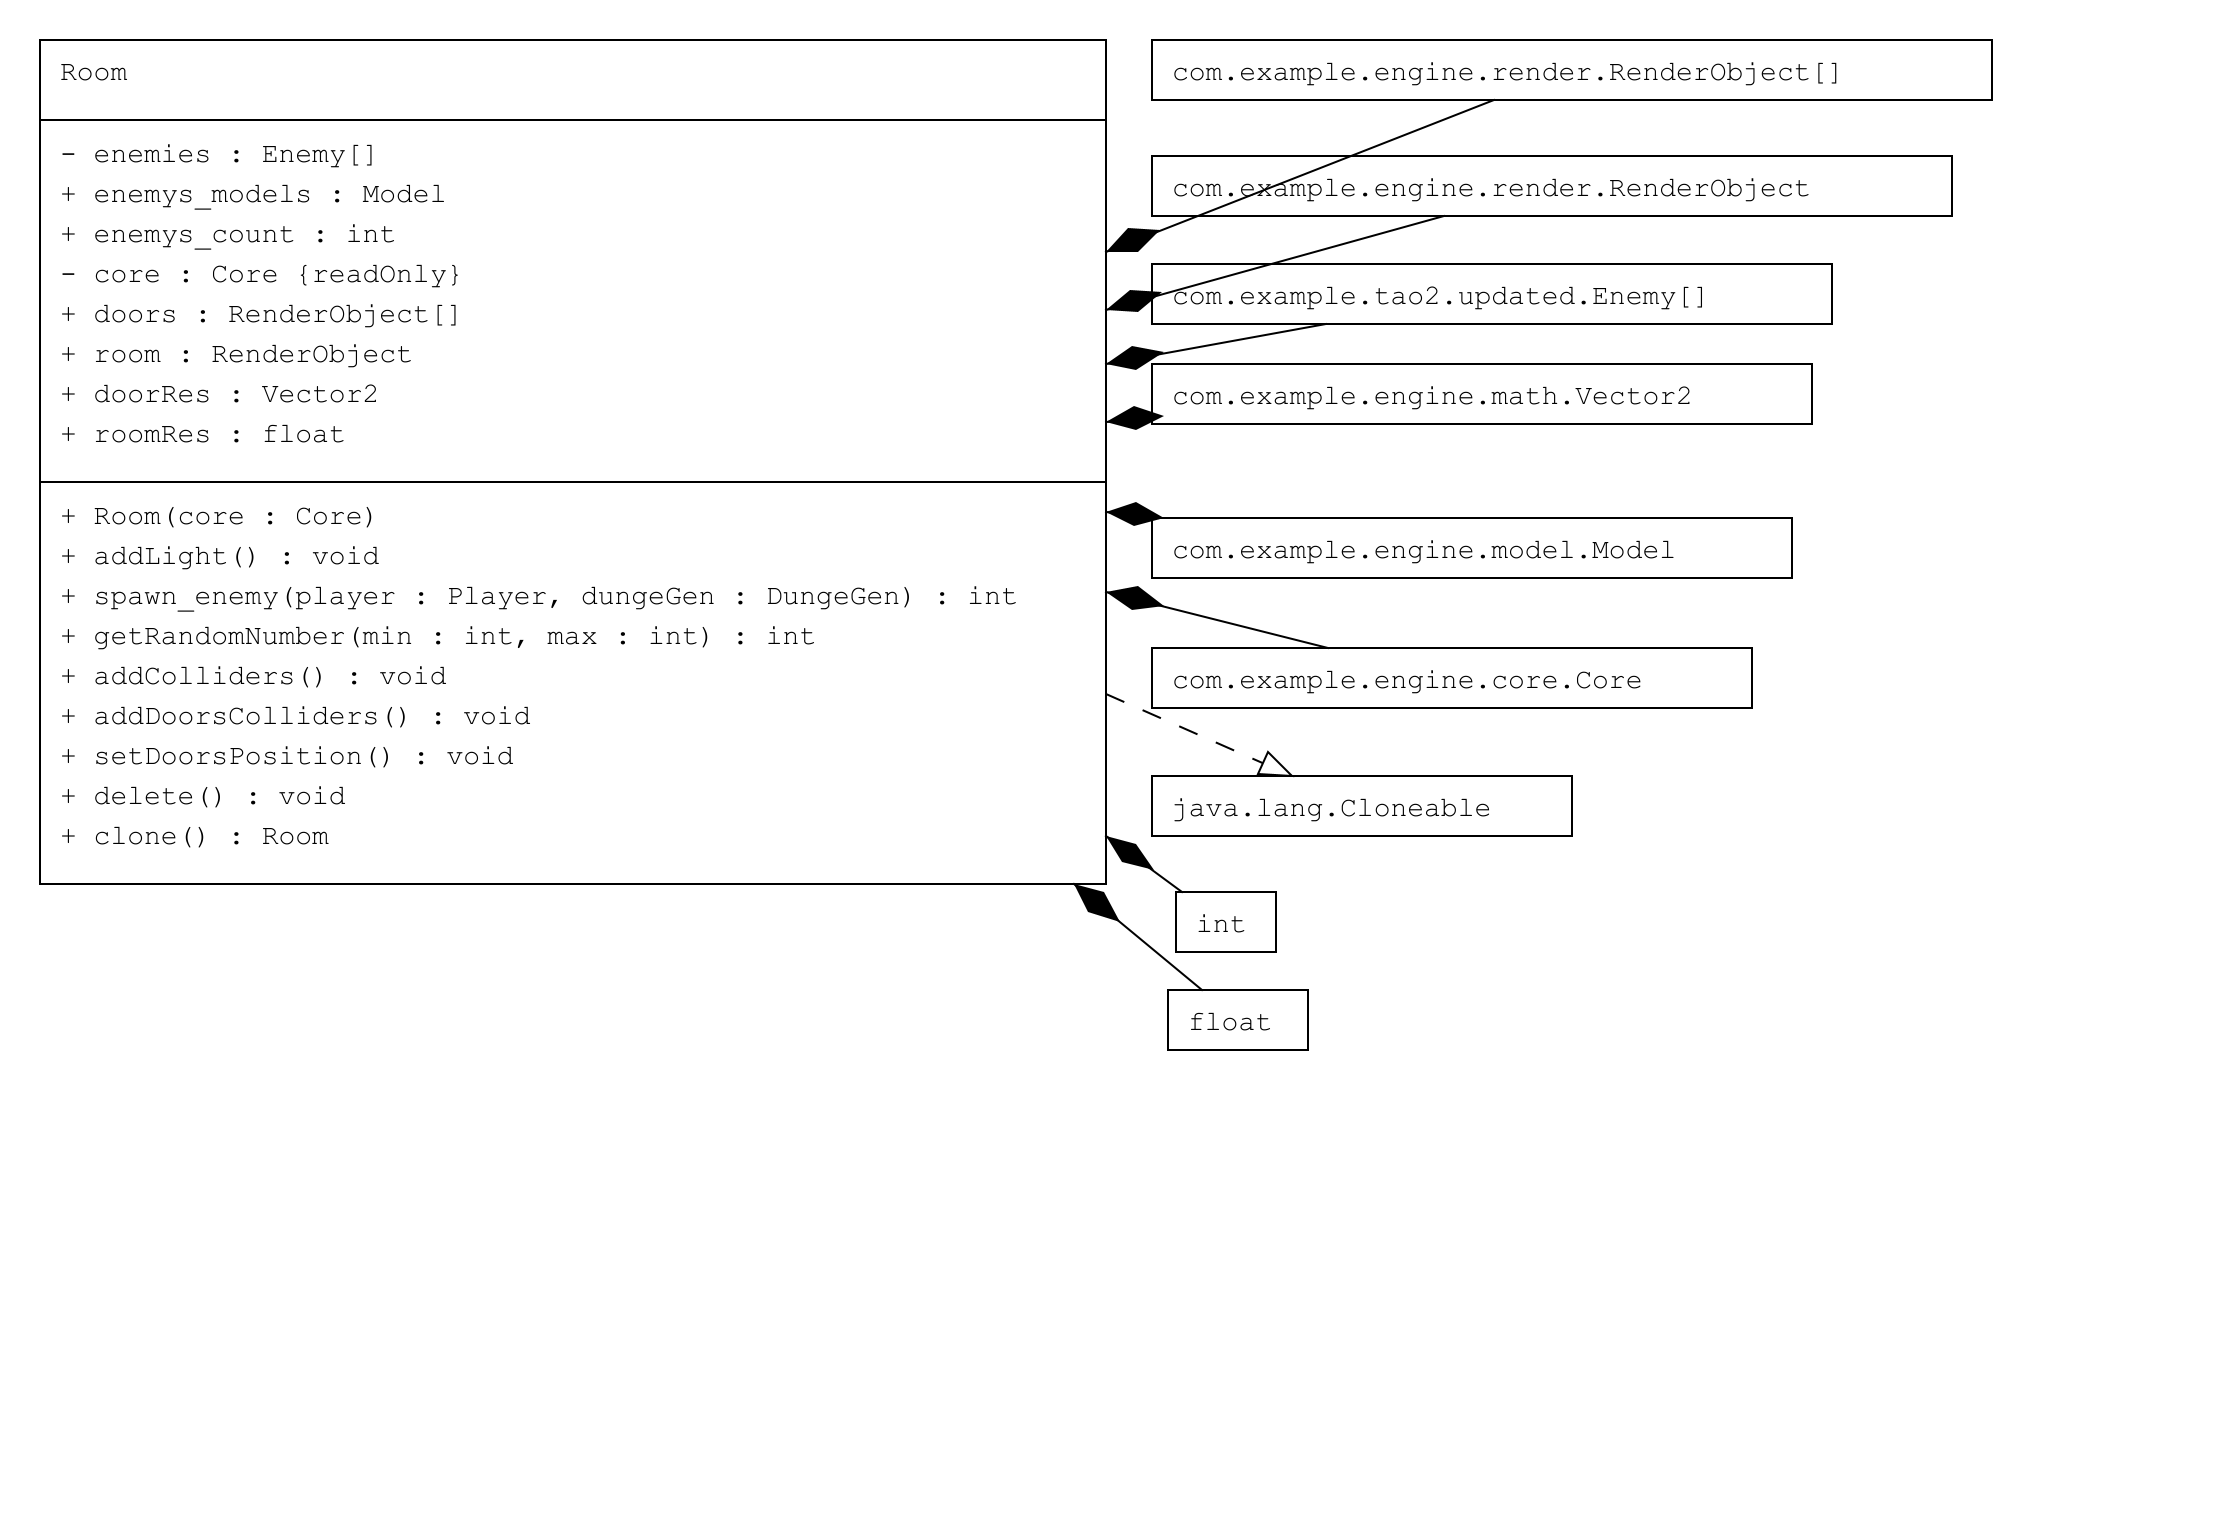 Room
- enemies : Enemy[]
+ enemys_models : Model
+ enemys_count : int
- core : Core {readOnly}
+ doors : RenderObject[]
+ room : RenderObject
+ doorRes : Vector2
+ roomRes : float
+ Room(core : Core)
+ addLight() : void
+ spawn_enemy(player : Player, dungeGen : DungeGen) : int
+ getRandomNumber(min : int, max : int) : int
+ addColliders() : void
+ addDoorsColliders() : void
+ setDoorsPosition() : void
+ delete() : void
+ clone() : Room
com.example.engine.render.RenderObject[]
com.example.engine.render.RenderObject
com.example.tao2.updated.Enemy[]
com.example.engine.math.Vector2
com.example.engine.model.Model
com.example.engine.core.Core
java.lang.Cloneable
int
float